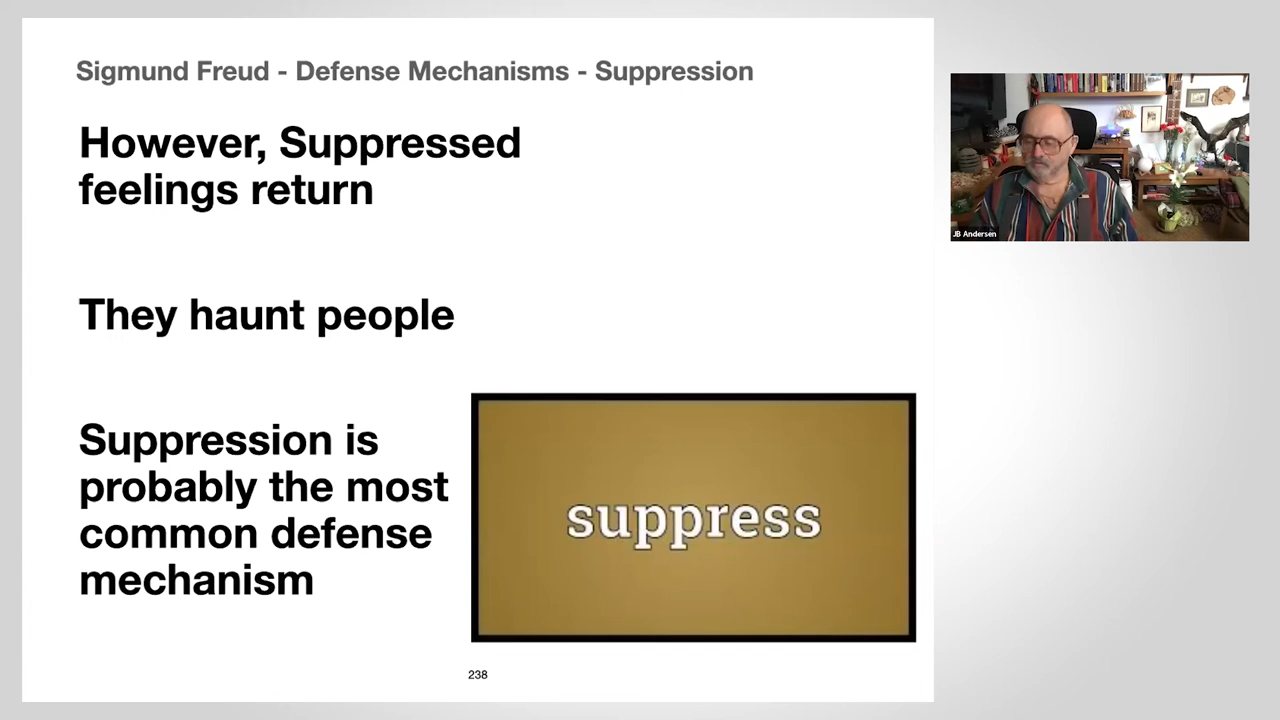 Sigmund Freud - Defense Mechanisms - Suppression
However, Suppressed
feelings return
They haunt people
Suppression is
probably the most
common defense
mechanism
suppress
238
JB Andersen